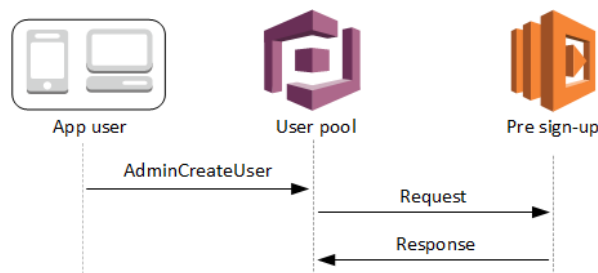 App user
User pool
Pre sign-up
AdminCreateUser
Request
Response